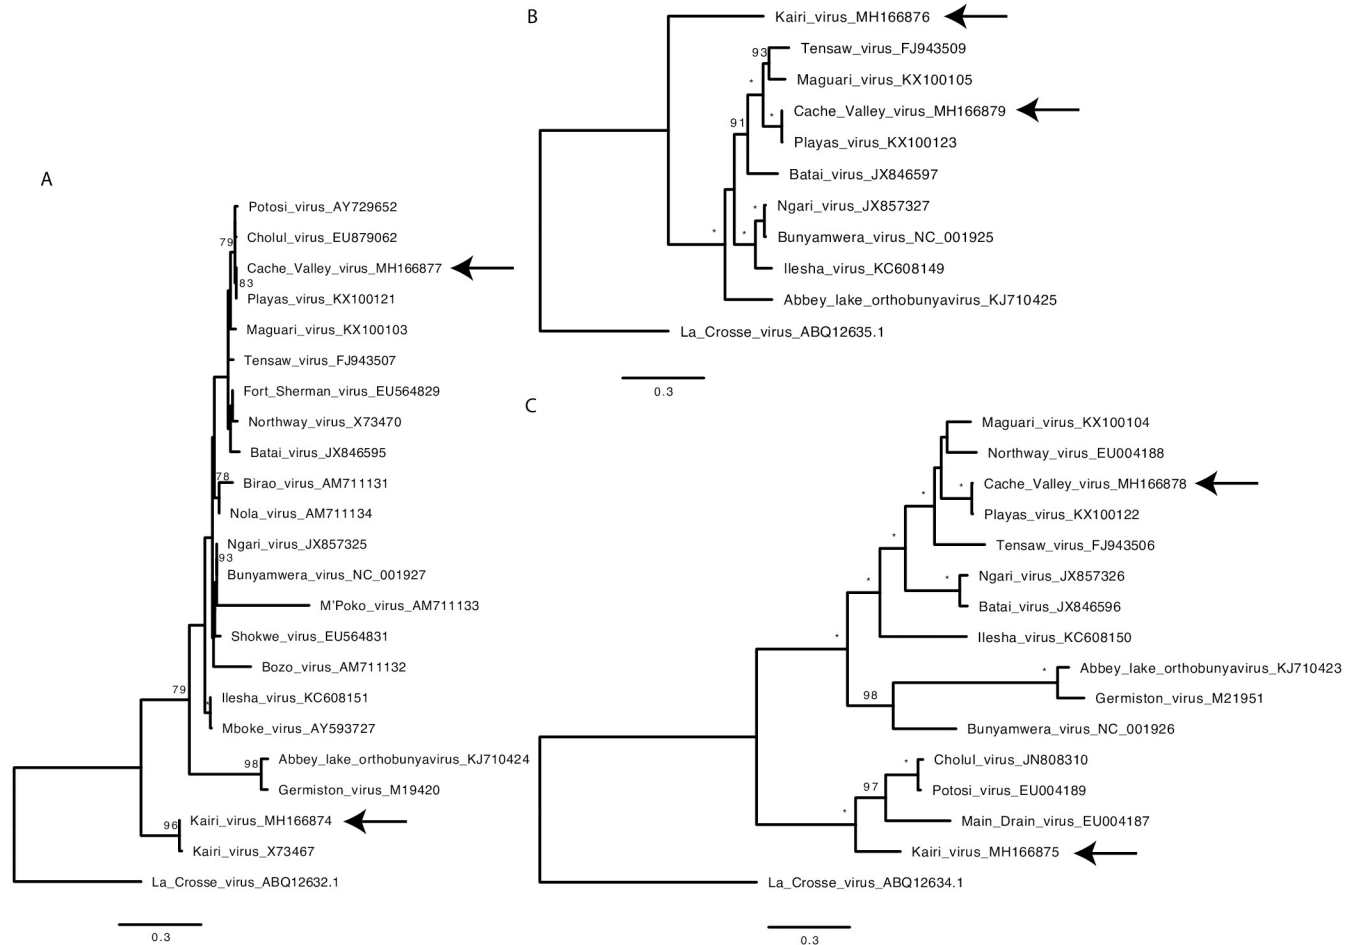 A
Potosi_virus_AY729652
79
Cholul_virus_EU879062
Cache_Valley_virus_MH166877
83
Playas_virus_KX100121
Maguari_virus_KX100103
Tensaw_virus_FJ943507
Fort_Sherman_virus_EU564829
Northway_virus_X73470
Batai_virus_JX846595
78
Birao_virus_AM711131
Nola_virus_AM711134
Ngari_virus_JX857325
93
Bunyamwera_virus_NC_001927
M'Poko_virus_AM711133
Shokwe_virus_EU564831
Bozo_virus_AM711132
79
Ilesha_virus_KC608151
*
Mboke_virus_AY593727
98
Abbey_lake_orthobunyavirus_KJ710424
Germiston_virus_M19420
96
Kairi_virus_MH166874
Kairi_virus_X73467
La_Crosse_virus_ABQ12632.1
0.3
B
Kairi_virus_MH166876
93
Tensaw_virus_FJ943509
*
Maguari_virus_KX100105
91
*
Cache_Valley_virus_MH166879
Playas_virus_KX100123
Batai_virus_JX846597
*
Ngari_virus_JX857327
*
*
Bunyamwera_virus_NC_001925
Ilesha_virus_KC608149
Abbey_lake_orthobunyavirus_KJ710425
La_Crosse_virus_ABQ12635.1
0.3
C
Maguari_virus_KX100104
Northway_virus_EU004188
*
*
Cache_Valley_virus_MH166878
Playas_virus_KX100122
*
Tensaw_virus_FJ943506
*
*
Ngari_virus_JX857326
Batai_virus_JX846596
*
Ilesha_virus_KC608150
*
Abbey_lake_orthobunyavirus_KJ710423
98
Germiston_virus_M21951
Bunyamwera_virus_NC_001926
*
Cholul_virus_JN808310
97
Potosi_virus_EU004189
*
Main_Drain_virus_EU004187
Kairi_virus_MH166875
La_Crosse_virus_ABQ12634.1
0.3